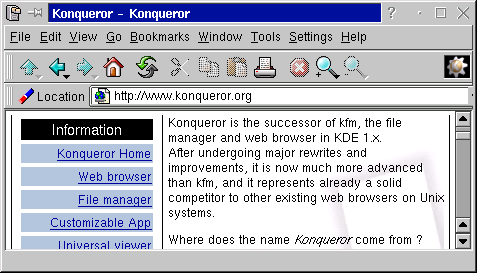 Konqueror - Konqueror
?
File Edit View Go Bookmarks Window Tools Settings Help
Location http://www.konqueror.org
Information
Konqueror Home
Web browser
File manager
Customizable App
Universal viewer
Konqueror is the successor of kfm, the file
manager and web browser in KDE 1.x.
After undergoing major rewrites and
improvements, it is now much more advanced
than kfm, and it represents already a solid
competitor to other existing web browsers on Unix
systems.
Where does the name Konqueror come from ?